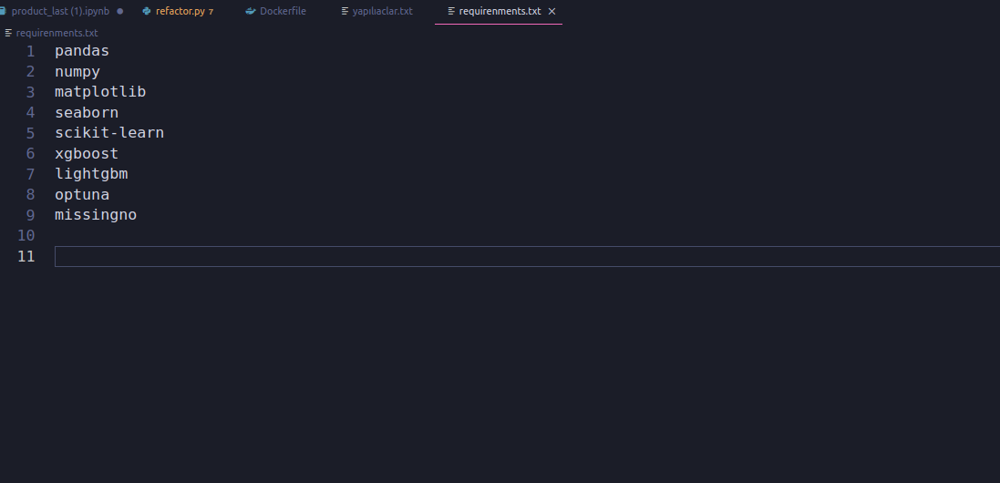 product_last (1).ipynb
refactor.py 7
Dockerfile
yapılıaclar.txt
requirenments.txt
requirenments.txt
1 pandas
2 numpy
3 matplotlib
4 seaborn
5 scikit-learn
6 xgboost
7 lightgbm
8 optuna
9 missingno
10
11